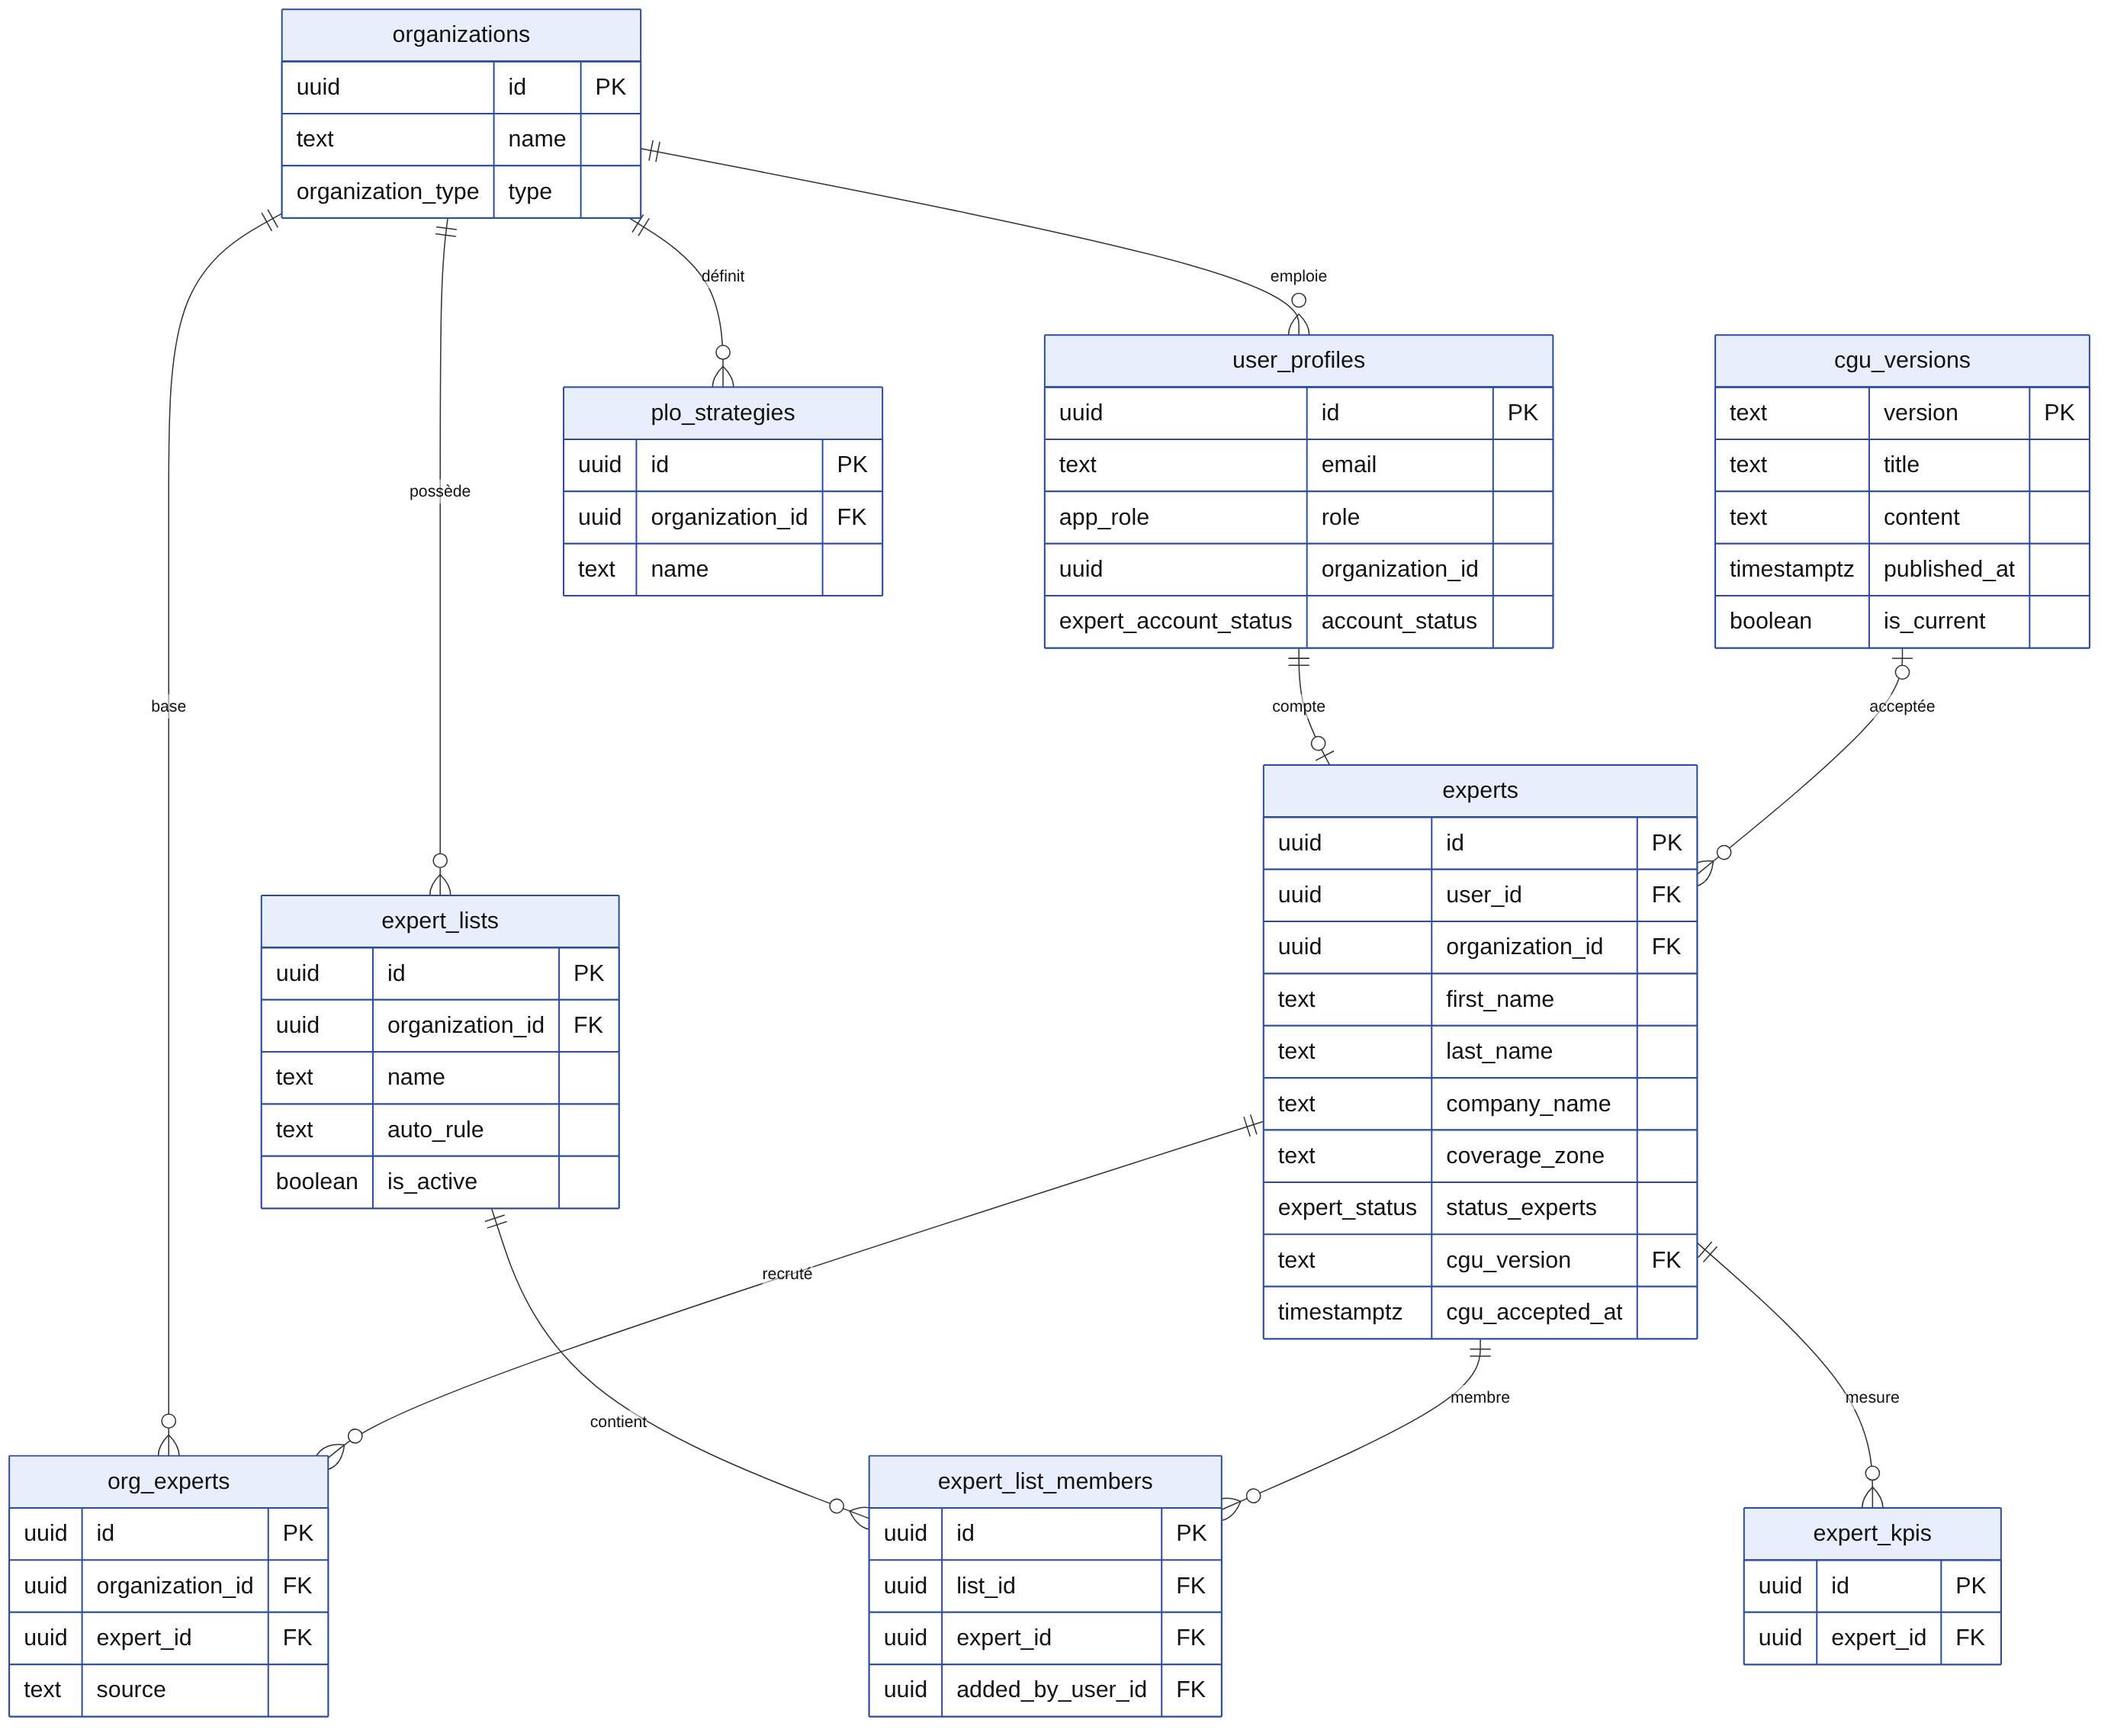 organizations
uuid id PK
text name
organization_type type
définit
emploie
plo_strategies
uuid id PK
uuid organization_id FK
text name
user_profiles
uuid id PK
text email
app_role role
uuid organization_id
expert_account_status account_status
cgu_versions
text version PK
text title
text content
timestamptz published_at
boolean is_current
possède
base
compte
acceptée
experts
uuid id PK
uuid user_id FK
uuid organization_id FK
text first_name
text last_name
text company_name
text coverage_zone
expert_status status_experts
text cgu_version FK
timestamptz cgu_accepted_at
expert_lists
uuid id PK
uuid organization_id FK
text name
text auto_rule
boolean is_active
recruté
contient
membre
mesure
org_experts
uuid id PK
uuid organization_id FK
uuid expert_id FK
text source
expert_list_members
uuid id PK
uuid list_id FK
uuid expert_id FK
uuid added_by_user_id FK
expert_kpis
uuid id PK
uuid expert_id FK